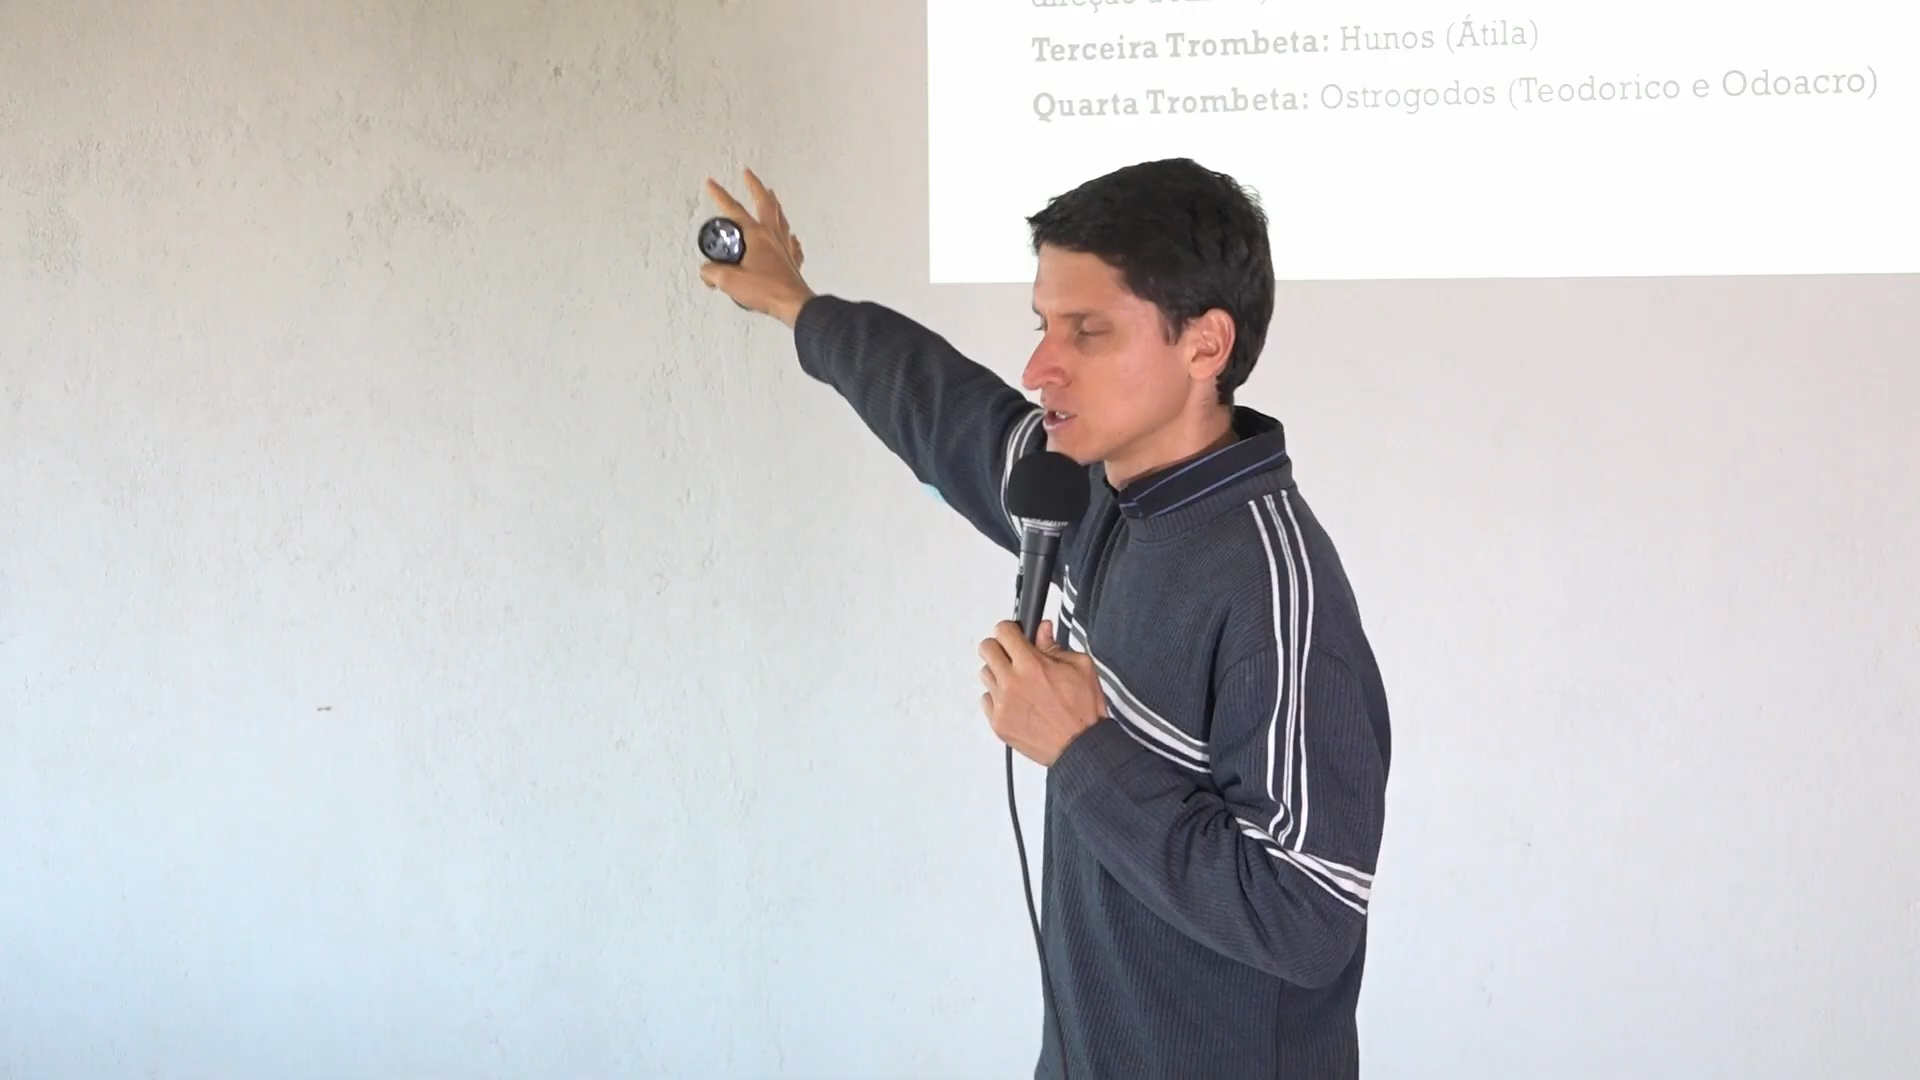 Terceira Trombeta: Hunos (Átila)
Quarta Trombeta: Ostrogodos (Teodorico e Odoacro)